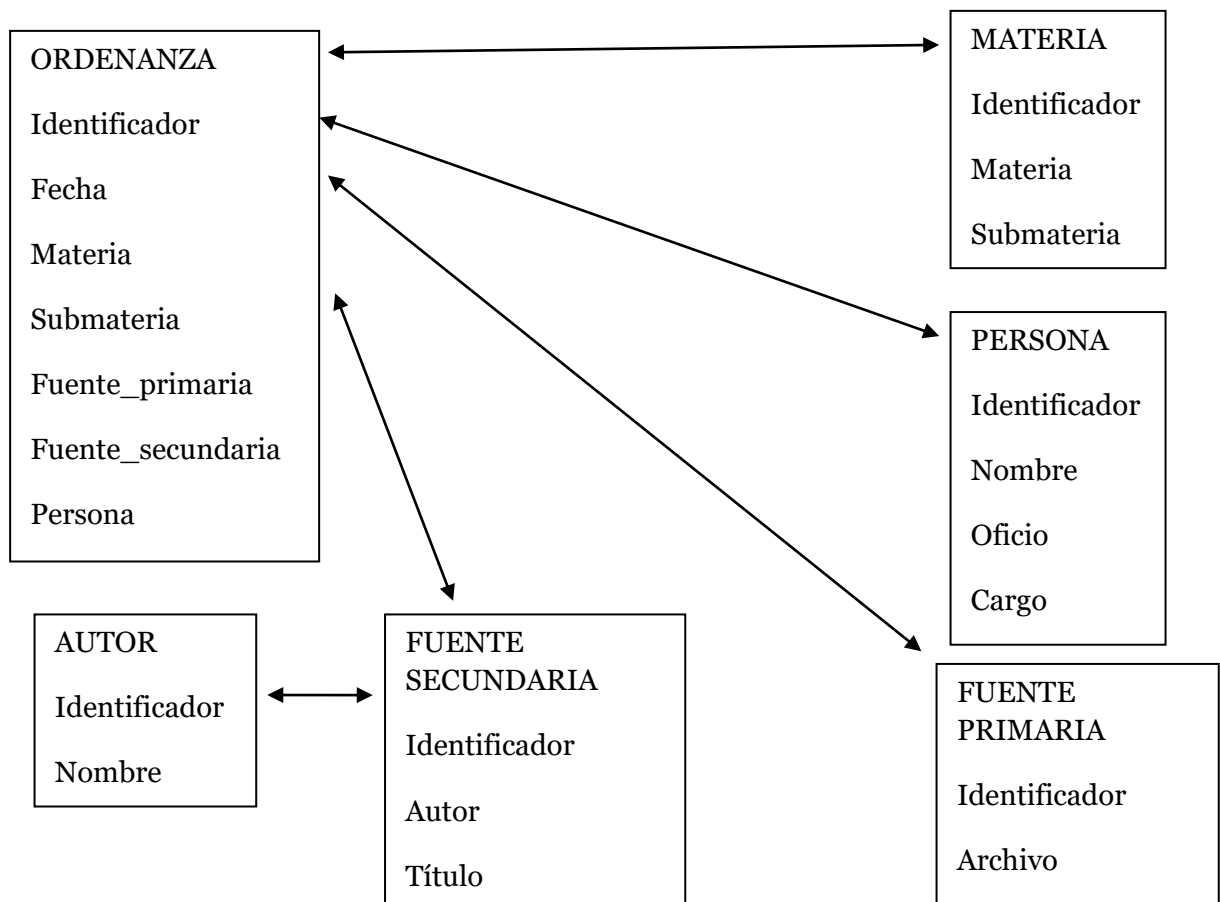 ORDENANZA
Identificador
Fecha
Materia
Submateria
Fuente_primaria
Fuente_secundaria
Persona
MATERIA
Identificador
Materia
Submateria
PERSONA
Identificador
Nombre
Oficio
Cargo
AUTOR
Identificador
Nombre
FUENTE
SECUNDARIA
Identificador
Autor
Título
FUENTE
PRIMARIA
Identificador
Archivo